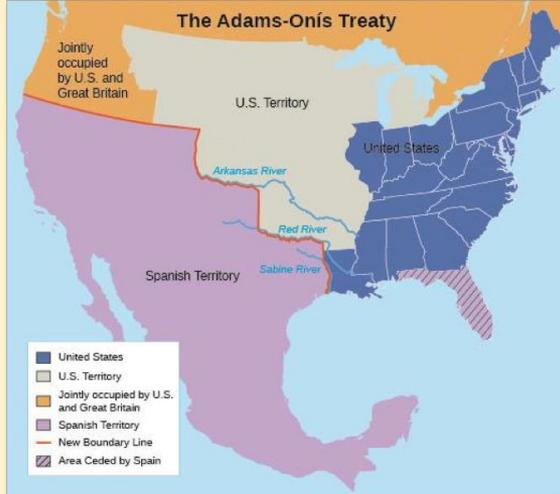 The Adams-Onís Treaty
Jointly
occupied
by U.S. and
Great Britain
U.S. Territory
United States
Arkansas River
Red River
Sabine River
Spanish Territory
United States
U.S. Territory
Jointly occupied by U.S.
and Great Britain
Spanish Territory
New Boundary Line
Area Ceded by Spain